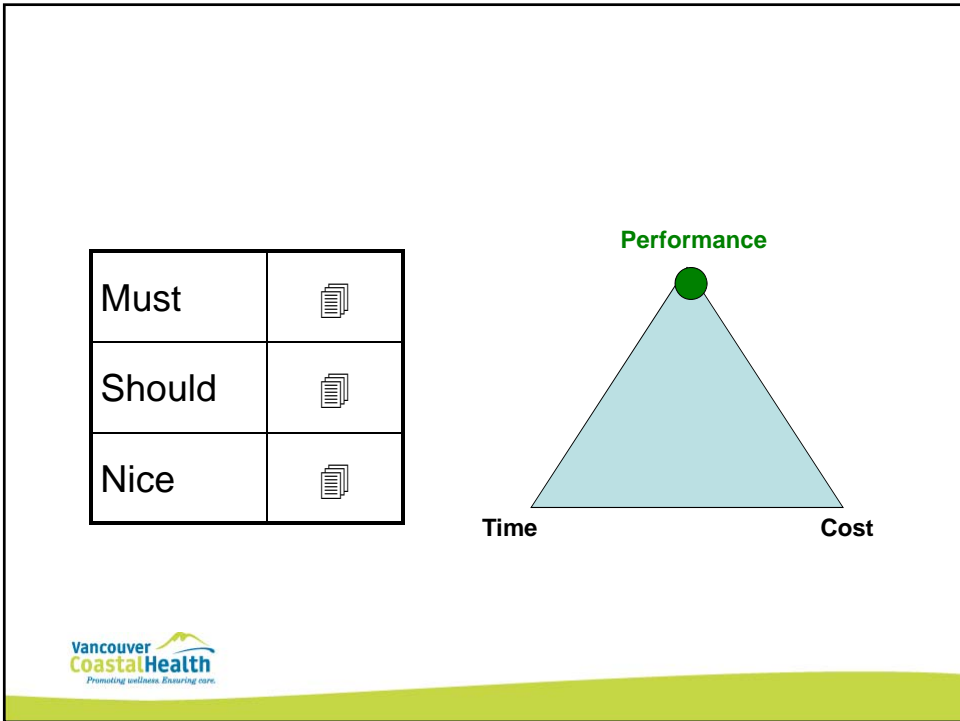 Must
Should
Nice
Performance
Time
Cost
Vancouver
CoastalHealth
Promoting wellness. Ensuring care.